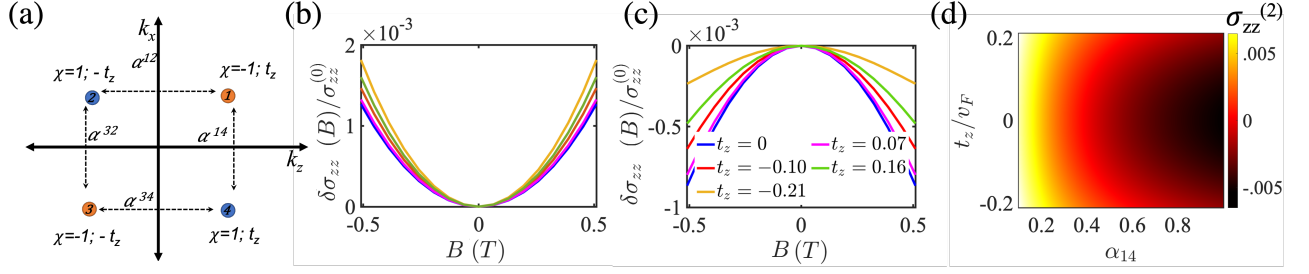 (a)
k_x
α^12
χ=1; - t_z
χ=-1; t_z
2
1
α^32
α^14
k_z
3
α^34
4
χ=-1; - t_z
χ=1; t_z
(b)
×10^-3
2
1
0
δσ_zz (B)/σ_zz^(0)
-0.5
0
0.5
B (T)
(c)
×10^-3
0
-0.5
-1
δσ_zz (B)/σ_zz^(0)
t_z = 0
t_z = 0.07
t_z = −0.10
t_z = 0.16
t_z = −0.21
-0.5
0
0.5
B (T)
(d)
σ_zz^(2)
0.2
0
-0.2
t_z/v_F
0.2
0.4
0.6
0.8
α_14
.005
0
-.005